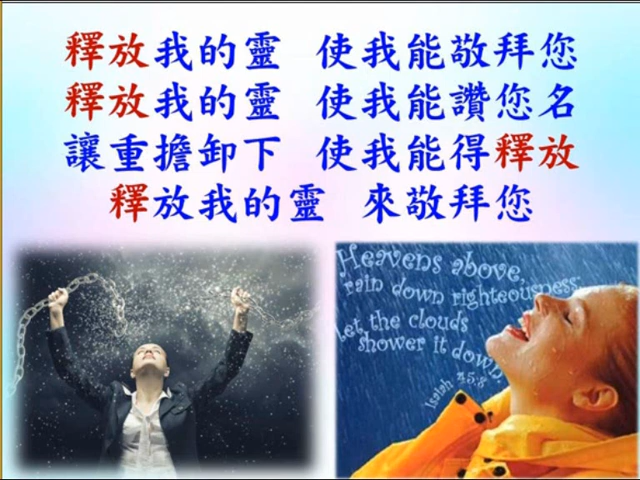 釋放我的靈 使我能敬拜您
釋放我的靈 使我能讚您名
讓重擔卸下 使我能得釋放
釋放我的靈 來敬拜您
Heavens above,
rain down righteousness;
let the clouds
shower it down.
Isaiah 45:8